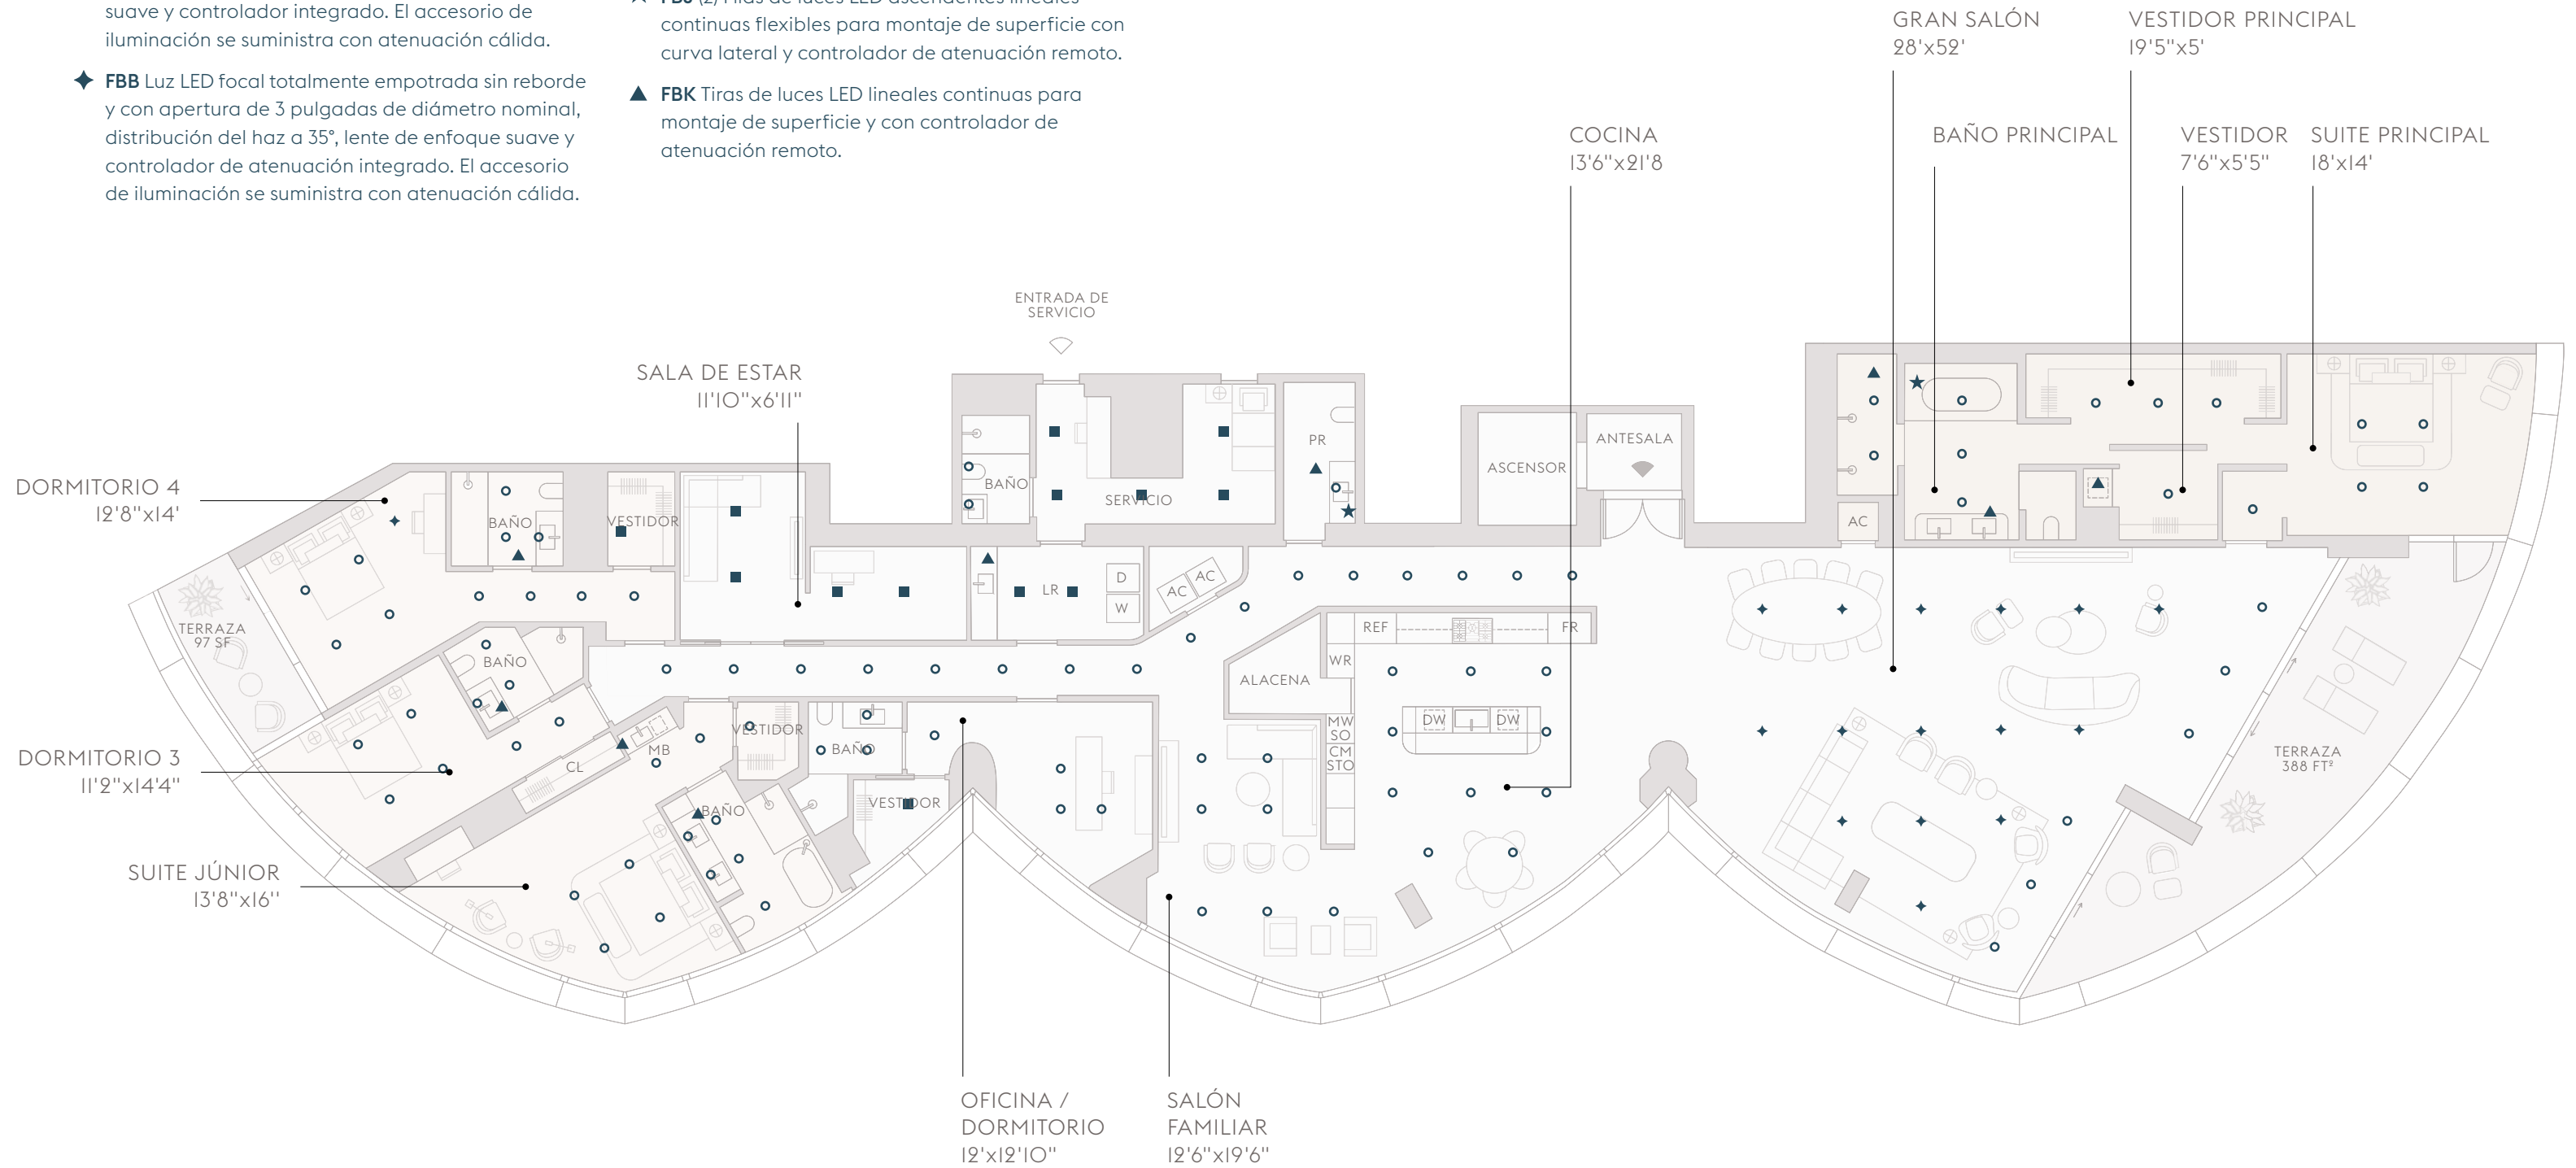 suave y controlador integrado. El accesorio de
iluminación se suministra con atenuación cálida.
FBB Luz LED focal totalmente empotrada sin reborde
y con apertura de 3 pulgadas de diámetro nominal,
distribución del haz a 35°, lente de enfoque suave y
controlador de atenuación integrado. El accesorio
de iluminación se suministra con atenuación cálida.
continuas flexibles para montaje de superficie con
curva lateral y controlador de atenuación remoto.
FBK Tiras de luces LED lineales continuas para
montaje de superficie y con controlador de
atenuación remoto.
GRAN SALÓN
28'x52'
VESTIDOR PRINCIPAL
19'5"x5'
COCINA
13'6"x21'8
BAÑO PRINCIPAL
VESTIDOR
7'6"x5'5"
SUITE PRINCIPAL
18'x14'
ENTRADA DE
SERVICIO
SALA DE ESTAR
11'10"x6'11"
DORMITORIO 4
12'8"x14'
BAÑO
VESTIDOR
BAÑO
SERVICIO
PR
ASCENSOR
ANTESALA
AC
LR
D
W
AC
AC
TERRAZA
97 SF
BAÑO
REF
FR
WR
ALACENA
MW
SO
CM
STO
DW
DW
DORMITORIO 3
11'2"x14'4"
CL
MB
VESTIDOR
BAÑO
VESTIDOR
BAÑO
TERRAZA
388 FT²
SUITE JÚNIOR
13'8"x16"
OFICINA /
DORMITORIO
12'x12'10"
SALÓN
FAMILIAR
12'6"x19'6"